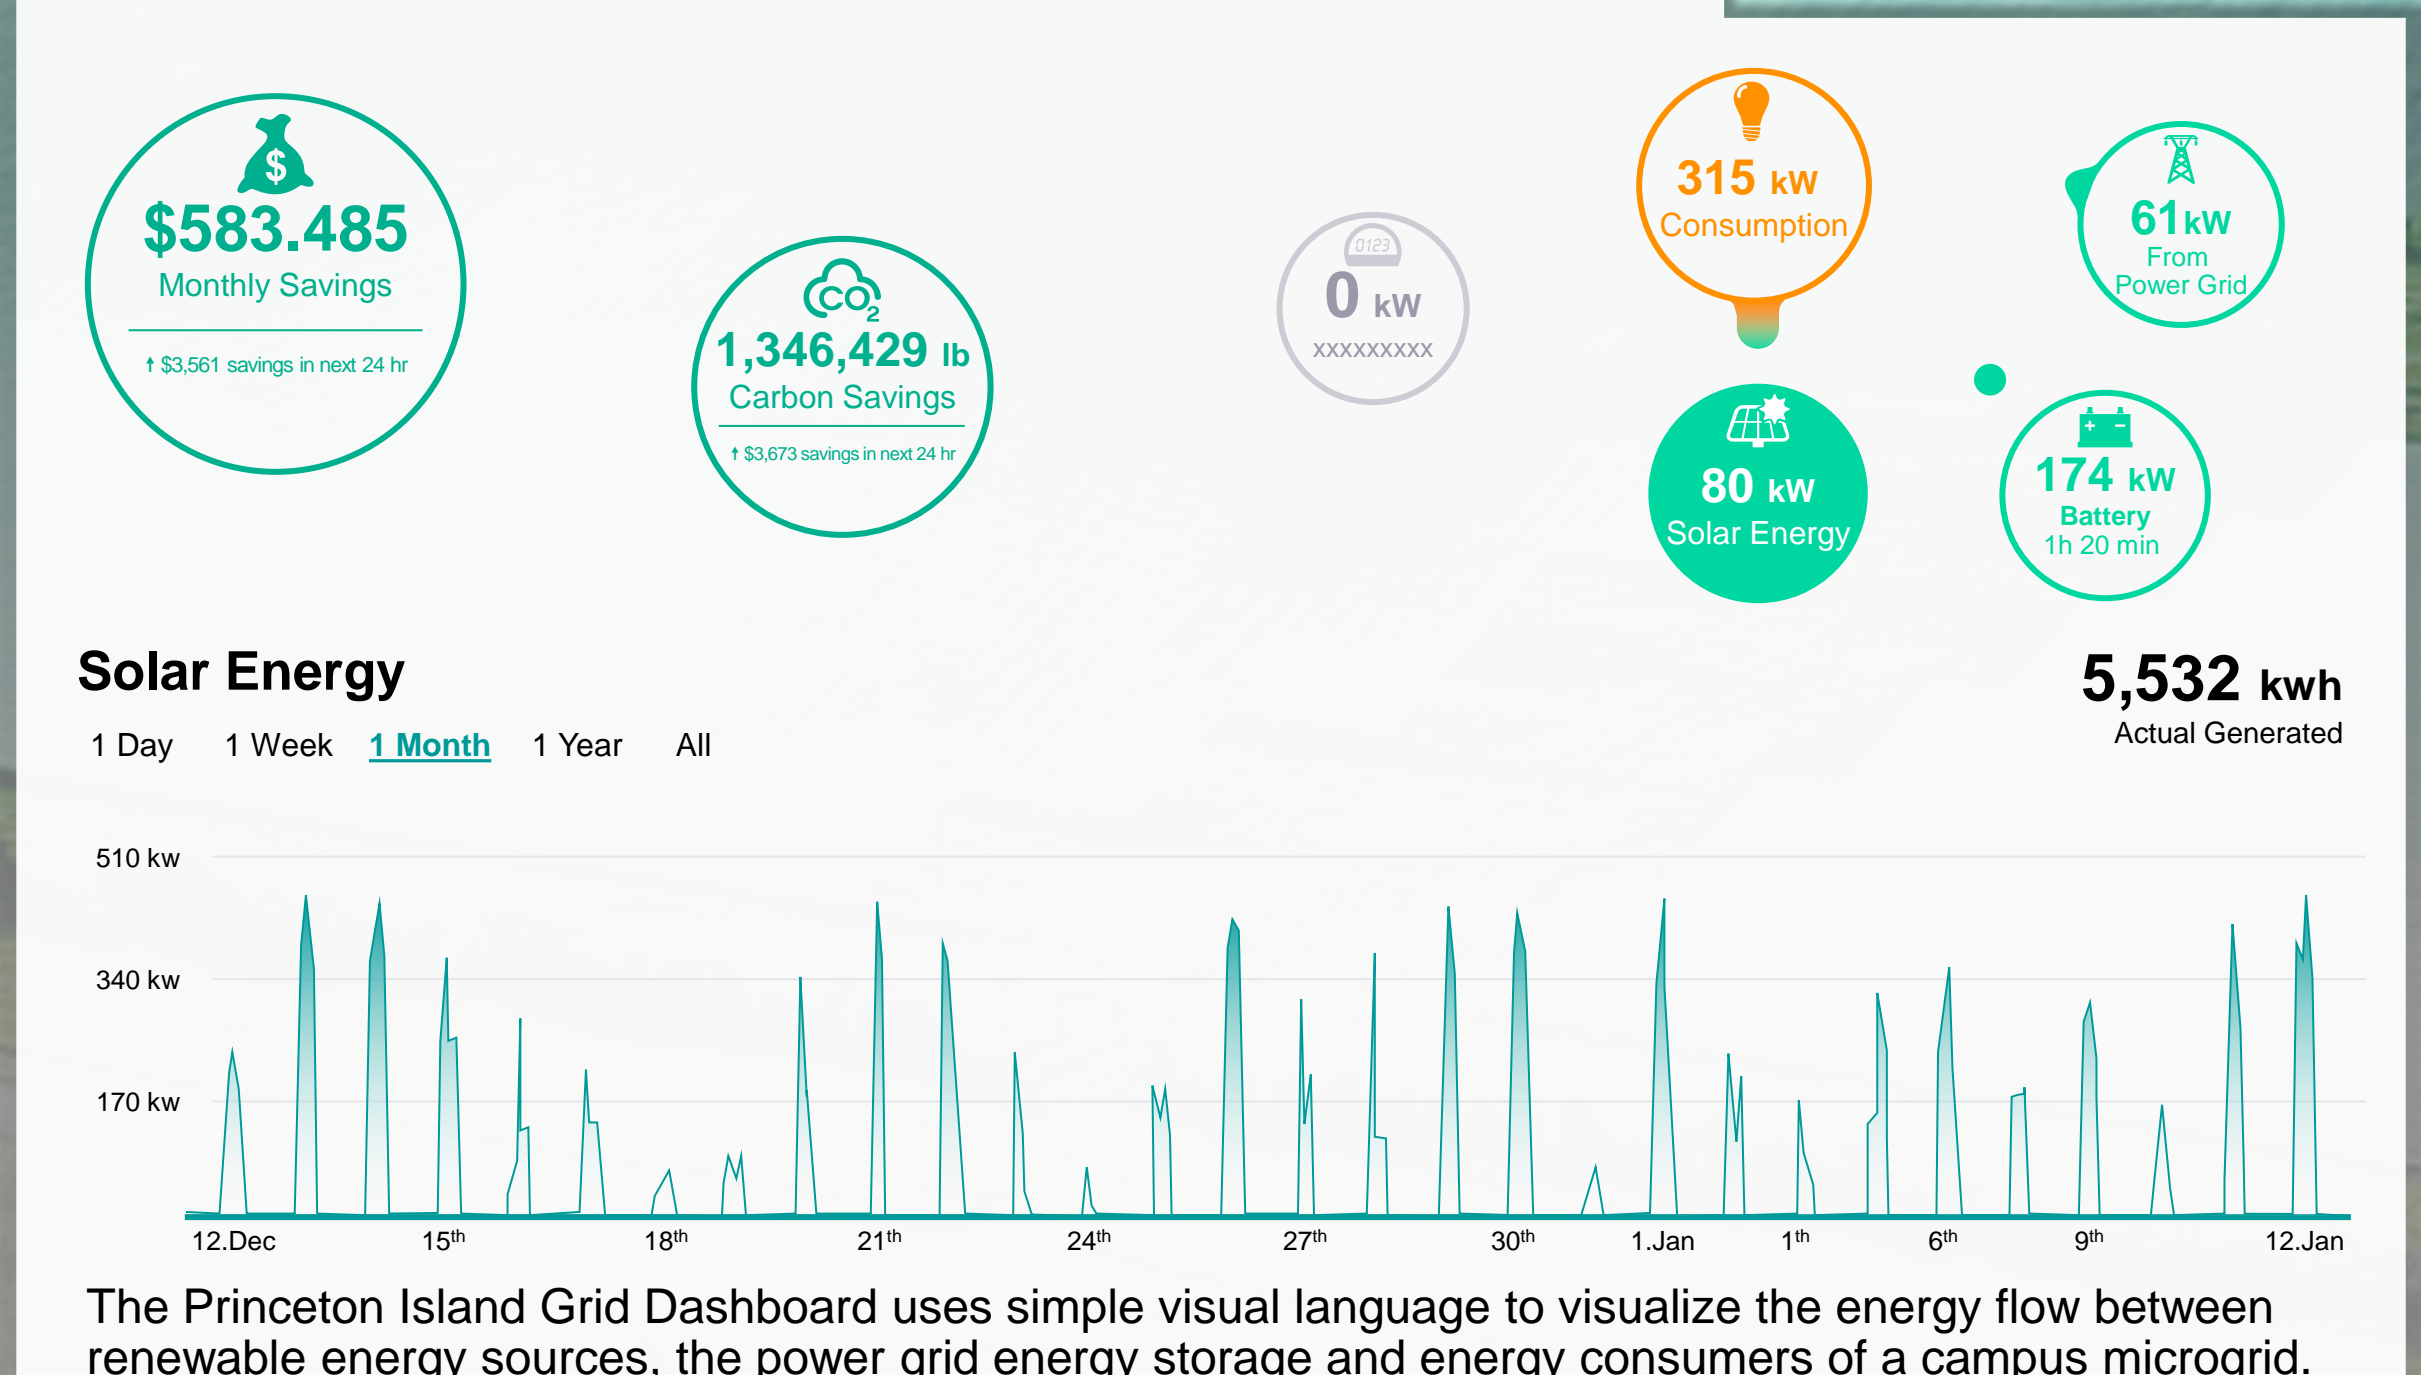 $
$583.485
Monthly Savings
↑ $3,561 savings in next 24 hr
CO2
1,346,429 lb
Carbon Savings
↑ $3,673 savings in next 24 hr
0123
0 kW
xxxxxxxxx
315 kW
Consumption
61kW
From
Power Grid
80 kW
Solar Energy
+ −
174 kW
Battery
1h 20 min
Solar Energy
5,532 kwh
Actual Generated
1 Day 1 Week 1 Month 1 Year All
510 kw
340 kw
170 kw
12.Dec 15th 18th 21th 24th 27th 30th 1.Jan 1th 6th 9th 12.Jan
The Princeton Island Grid Dashboard uses simple visual language to visualize the energy flow between
renewable energy sources, the power grid energy storage and energy consumers of a campus microgrid.